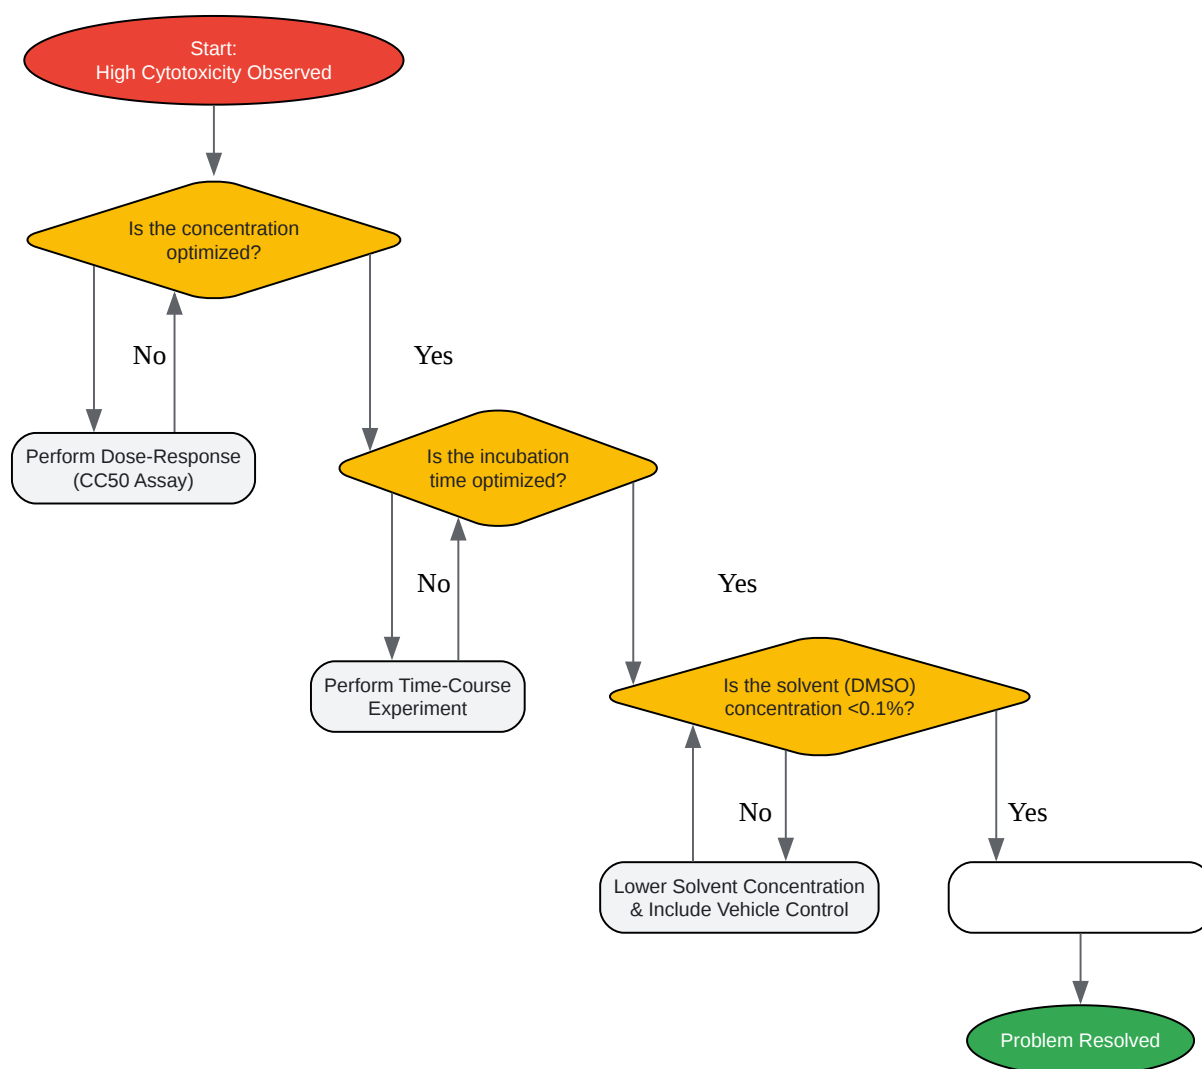 Start:
High Cytotoxicity Observed
Is the concentration
optimized?
No
Yes
Perform Dose-Response
(CC50 Assay)
Is the incubation
time optimized?
No
Yes
Perform Time-Course
Experiment
Is the solvent (DMSO)
concentration <0.1%?
No
Yes
Lower Solvent Concentration
& Include Vehicle Control
Problem Resolved